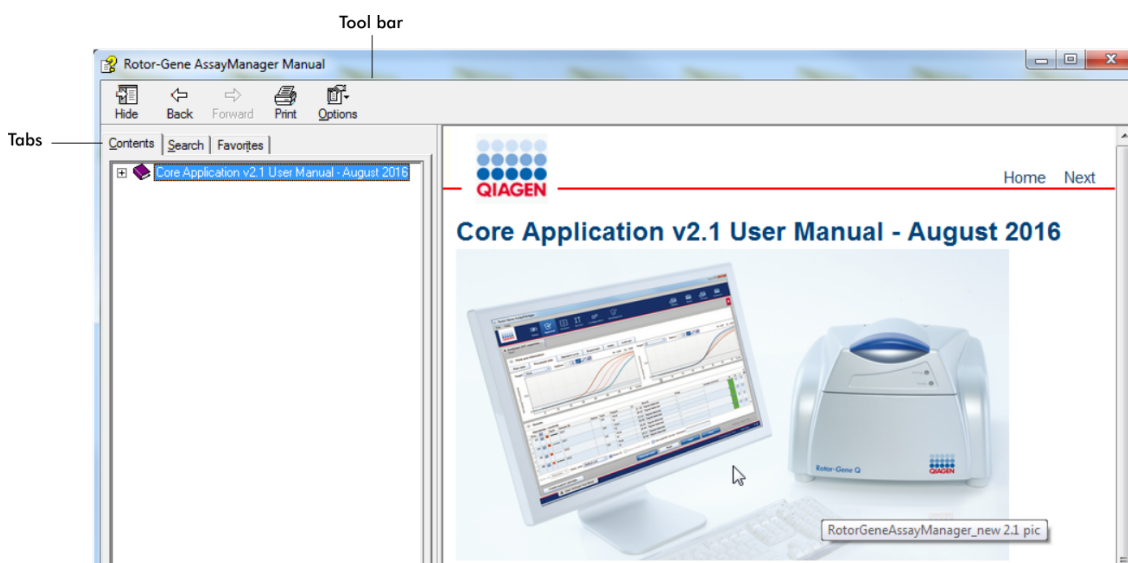 Tool bar
Rotor-Gene AssayManager Manual
Hide Back Forward Print Options
Tabs
Contents Search Favorites
Core Application v2.1 User Manual - August 2016
QIAGEN
Home Next
Core Application v2.1 User Manual - August 2016
Rotor-Gene Q
QIAGEN
RotorGeneAssayManager_new 2.1 pic